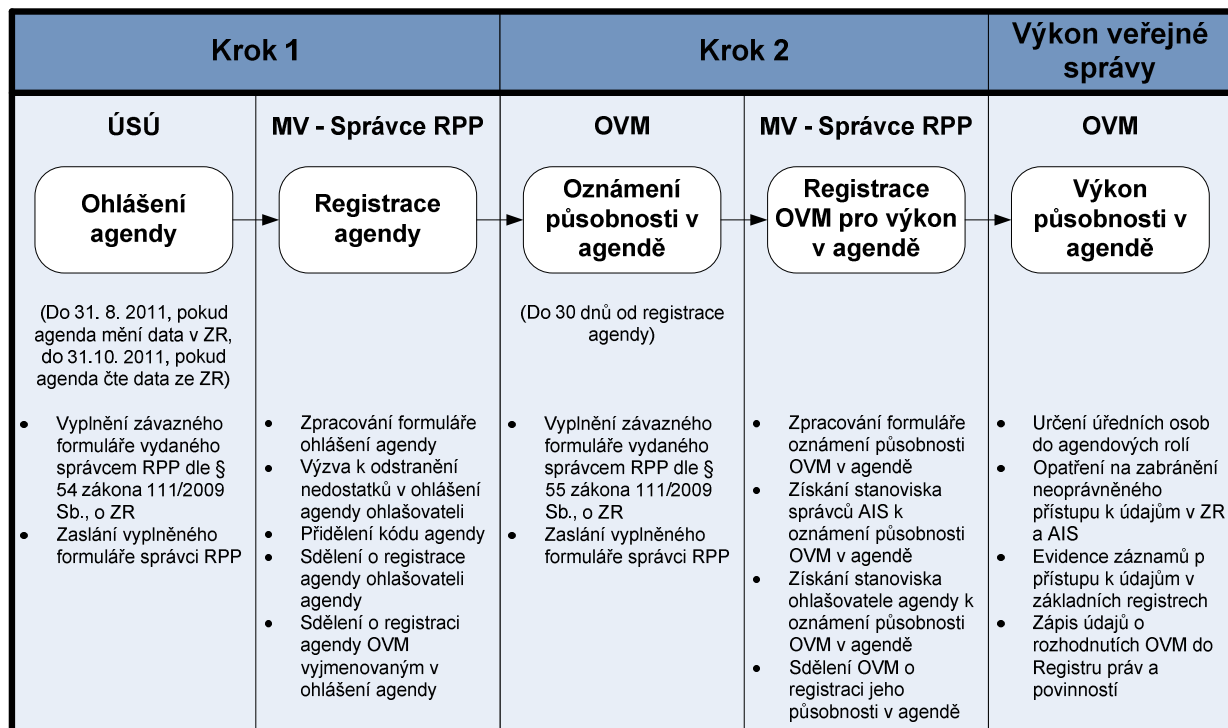 Krok 1
Krok 2
Výkon veřejné
správy
ÚSÚ
MV - Správce RPP
OVM
MV - Správce RPP
OVM
Ohlášení
agendy
Registrace
agendy
Oznámení
působnosti v
agendě
Registrace
OVM pro výkon
v agendě
Výkon
působnosti v
agendě
(Do 31. 8. 2011, pokud
agenda mění data v ZR,
do 31.10. 2011, pokud
agenda čte data ze ZR)
(Do 30 dnů od registrace
agendy)
• Vyplnění závazného
formuláře vydaného
správcem RPP dle §
54 zákona 111/2009
Sb., o ZR
• Zaslání vyplněného
formuláře správci RPP
• Zpracování formuláře
ohlášení agendy
• Výzva k odstranění
nedostatků v ohlášení
agendy ohlašovateli
• Přidělení kódu agendy
• Sdělení o registrace
agendy ohlašovateli
agendy
• Sdělení o registraci
agendy OVM
vyjmenovaným v
ohlášení agendy
• Vyplnění závazného
formuláře vydaného
správcem RPP dle §
55 zákona 111/2009
Sb., o ZR
• Zaslání vyplněného
formuláře správci RPP
• Zpracování formuláře
oznámení působnosti
OVM v agendě
• Získání stanoviska
správců AIS k
oznámení působnosti
OVM v agendě
• Získání stanoviska
ohlašovatele agendy k
oznámení působnosti
OVM v agendě
• Sdělení OVM o
registraci jeho
působnosti v agendě
• Určení úředních osob
do agendových rolí
• Opatření na zabránění
neoprávněného
přístupu k údajům v ZR
a AIS
• Evidence záznamů p
přístupu k údajům v
základních registrech
• Zápis údajů o
rozhodnutích OVM do
Registru práv a
povinností